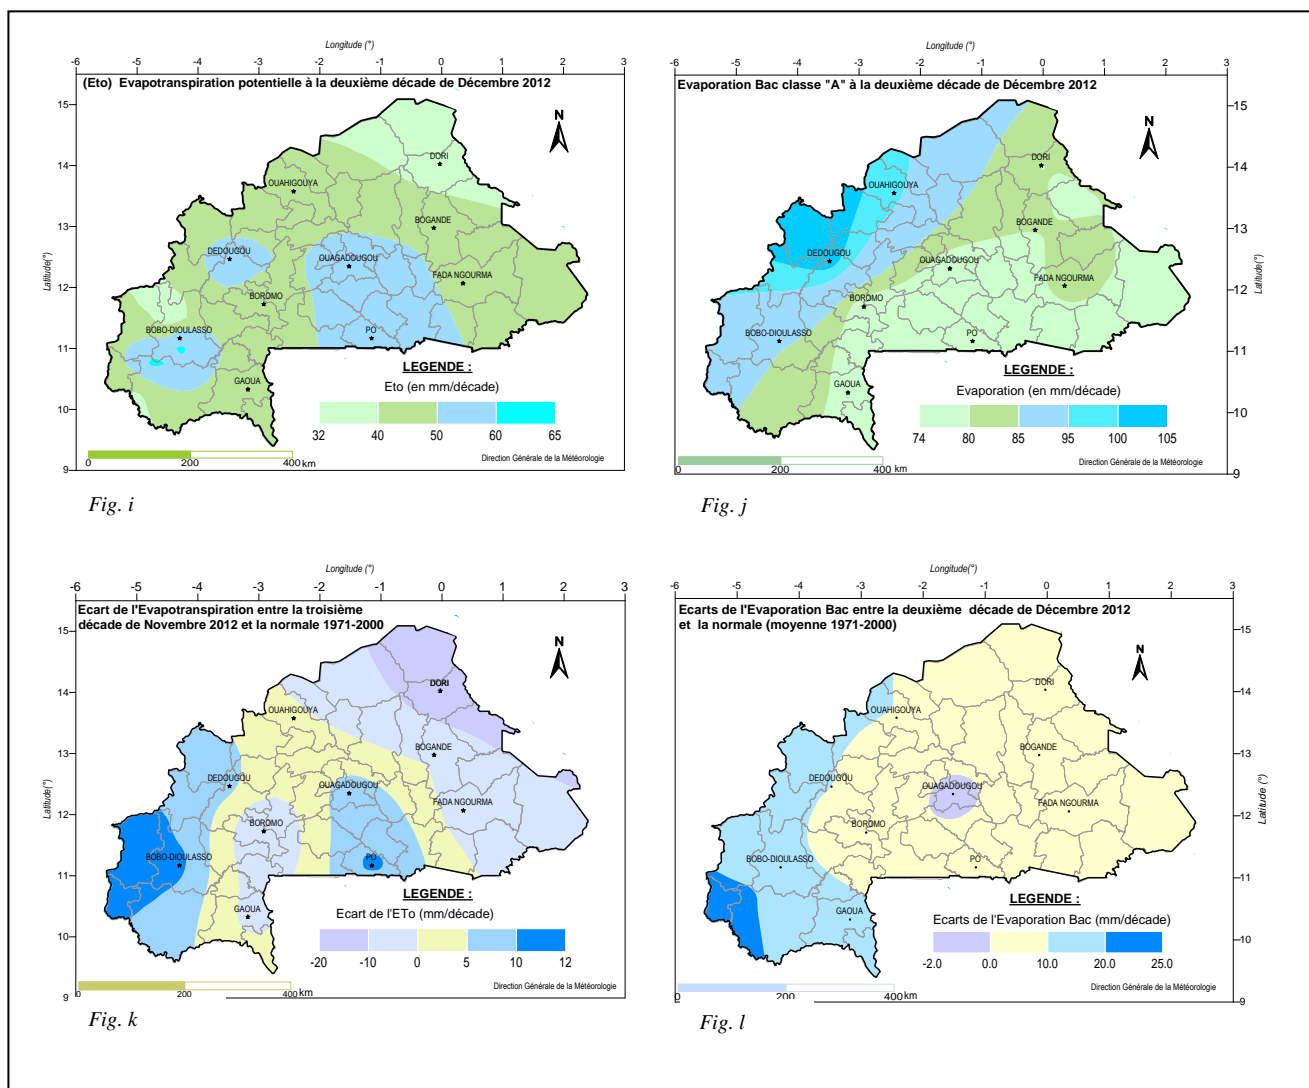 Longitude (°)
-6 -5 -4 -3 -2 -1 0 1 2 3
(Eto) Evapotranspiration potentielle à la deuxième décade de Décembre 2012
15
14
13
12
11
10
9
Latitude(°)
N
DORI
OUAHIGOUYA
BOGANDE
DEDOUGOU
OUAGADOUGOU
FADA NGOURMA
BOROMO
BOBO-DIOULASSO
PO
GAOUA
LEGENDE :
Eto (en mm/décade)
32 40 50 60 65
0 200 400 km
Direction Générale de la Météorologie
Fig. i
Longitude (°)
-6 -5 -4 -3 -2 -1 0 1 2 3
Evaporation Bac classe "A" à la deuxième décade de Décembre 2012
15
14
13
12
11
10
9
Latitude(°)
N
DORI
OUAHIGOUYA
BOGANDE
DEDOUGOU
OUAGADOUGOU
FADA NGOURMA
BOROMO
BOBO-DIOULASSO
PO
GAOUA
LEGENDE :
Evaporation (en mm/décade)
74 80 85 95 100 105
0 200 400 km
Direction Générale de la Météorologie
Fig. j
Longitude (°)
-6 -5 -4 -3 -2 -1 0 1 2 3
Ecart de l'Evapotranspiration entre la troisième
décade de Novembre 2012 et la normale 1971-2000
15
14
13
12
11
10
9
Latitude(°)
N
DORI
OUAHIGOUYA
BOGANDE
DEDOUGOU
OUAGADOUGOU
FADA NGOURMA
BOROMO
BOBO-DIOULASSO
PO
GAOUA
LEGENDE :
Ecart de l'ETo (mm/décade)
-20 -10 0 5 10 12
0 200 400 km
Direction Générale de la Météorologie
Fig. k
Longitude(°)
-6 -5 -4 -3 -2 -1 0 1 2 3
Ecarts de l'Evaporation Bac entre la deuxième décade de Décembre 2012
et la normale (moyenne 1971-2000)
15
14
13
12
11
10
9
Latitude (°)
N
DORI
OUAHIGOUYA
BOGANDE
DEDOUGOU
OUAGADOUGOU
FADA NGOURMA
BOROMO
BOBO-DIOULASSO
PO
GAOUA
LEGENDE :
Ecarts de l'Evaporation Bac (mm/décade)
-2.0 0.0 10.0 20.0 25.0
0 200 400 km
Direction Générale de la Météorologie
Fig. l